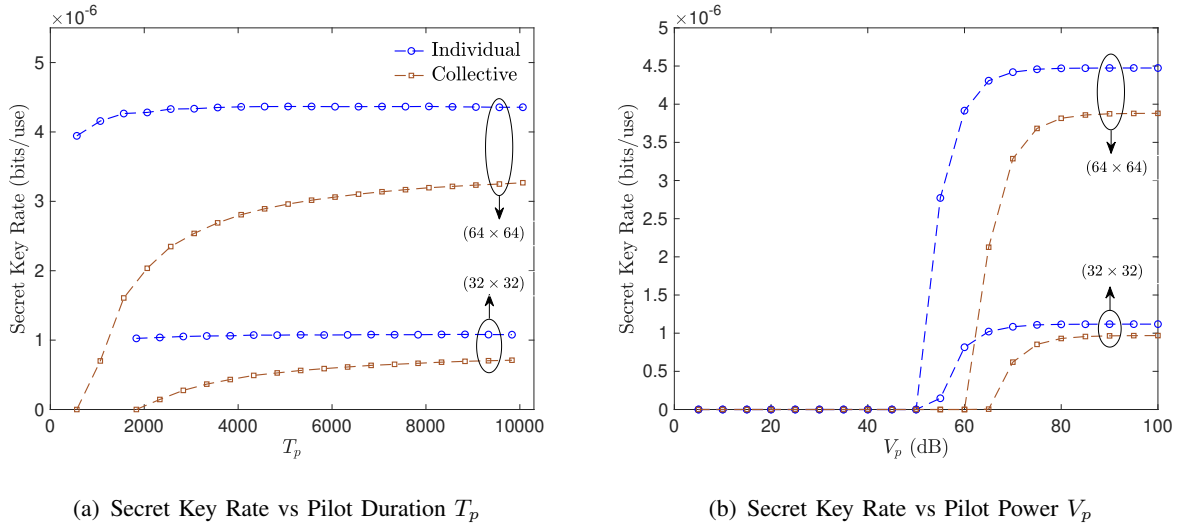 ×10⁻⁶
5
4
3
2
1
0
0
2000
4000
6000
8000
10000
Secret Key Rate (bits/use)
T_p
Individual
Collective
(64 × 64)
(32 × 32)
(a) Secret Key Rate vs Pilot Duration T_p
×10⁻⁶
5
4.5
4
3.5
3
2.5
2
1.5
1
0.5
0
0
20
40
60
80
100
Secret Key Rate (bits/use)
V_p (dB)
(64 × 64)
(32 × 32)
(b) Secret Key Rate vs Pilot Power V_p